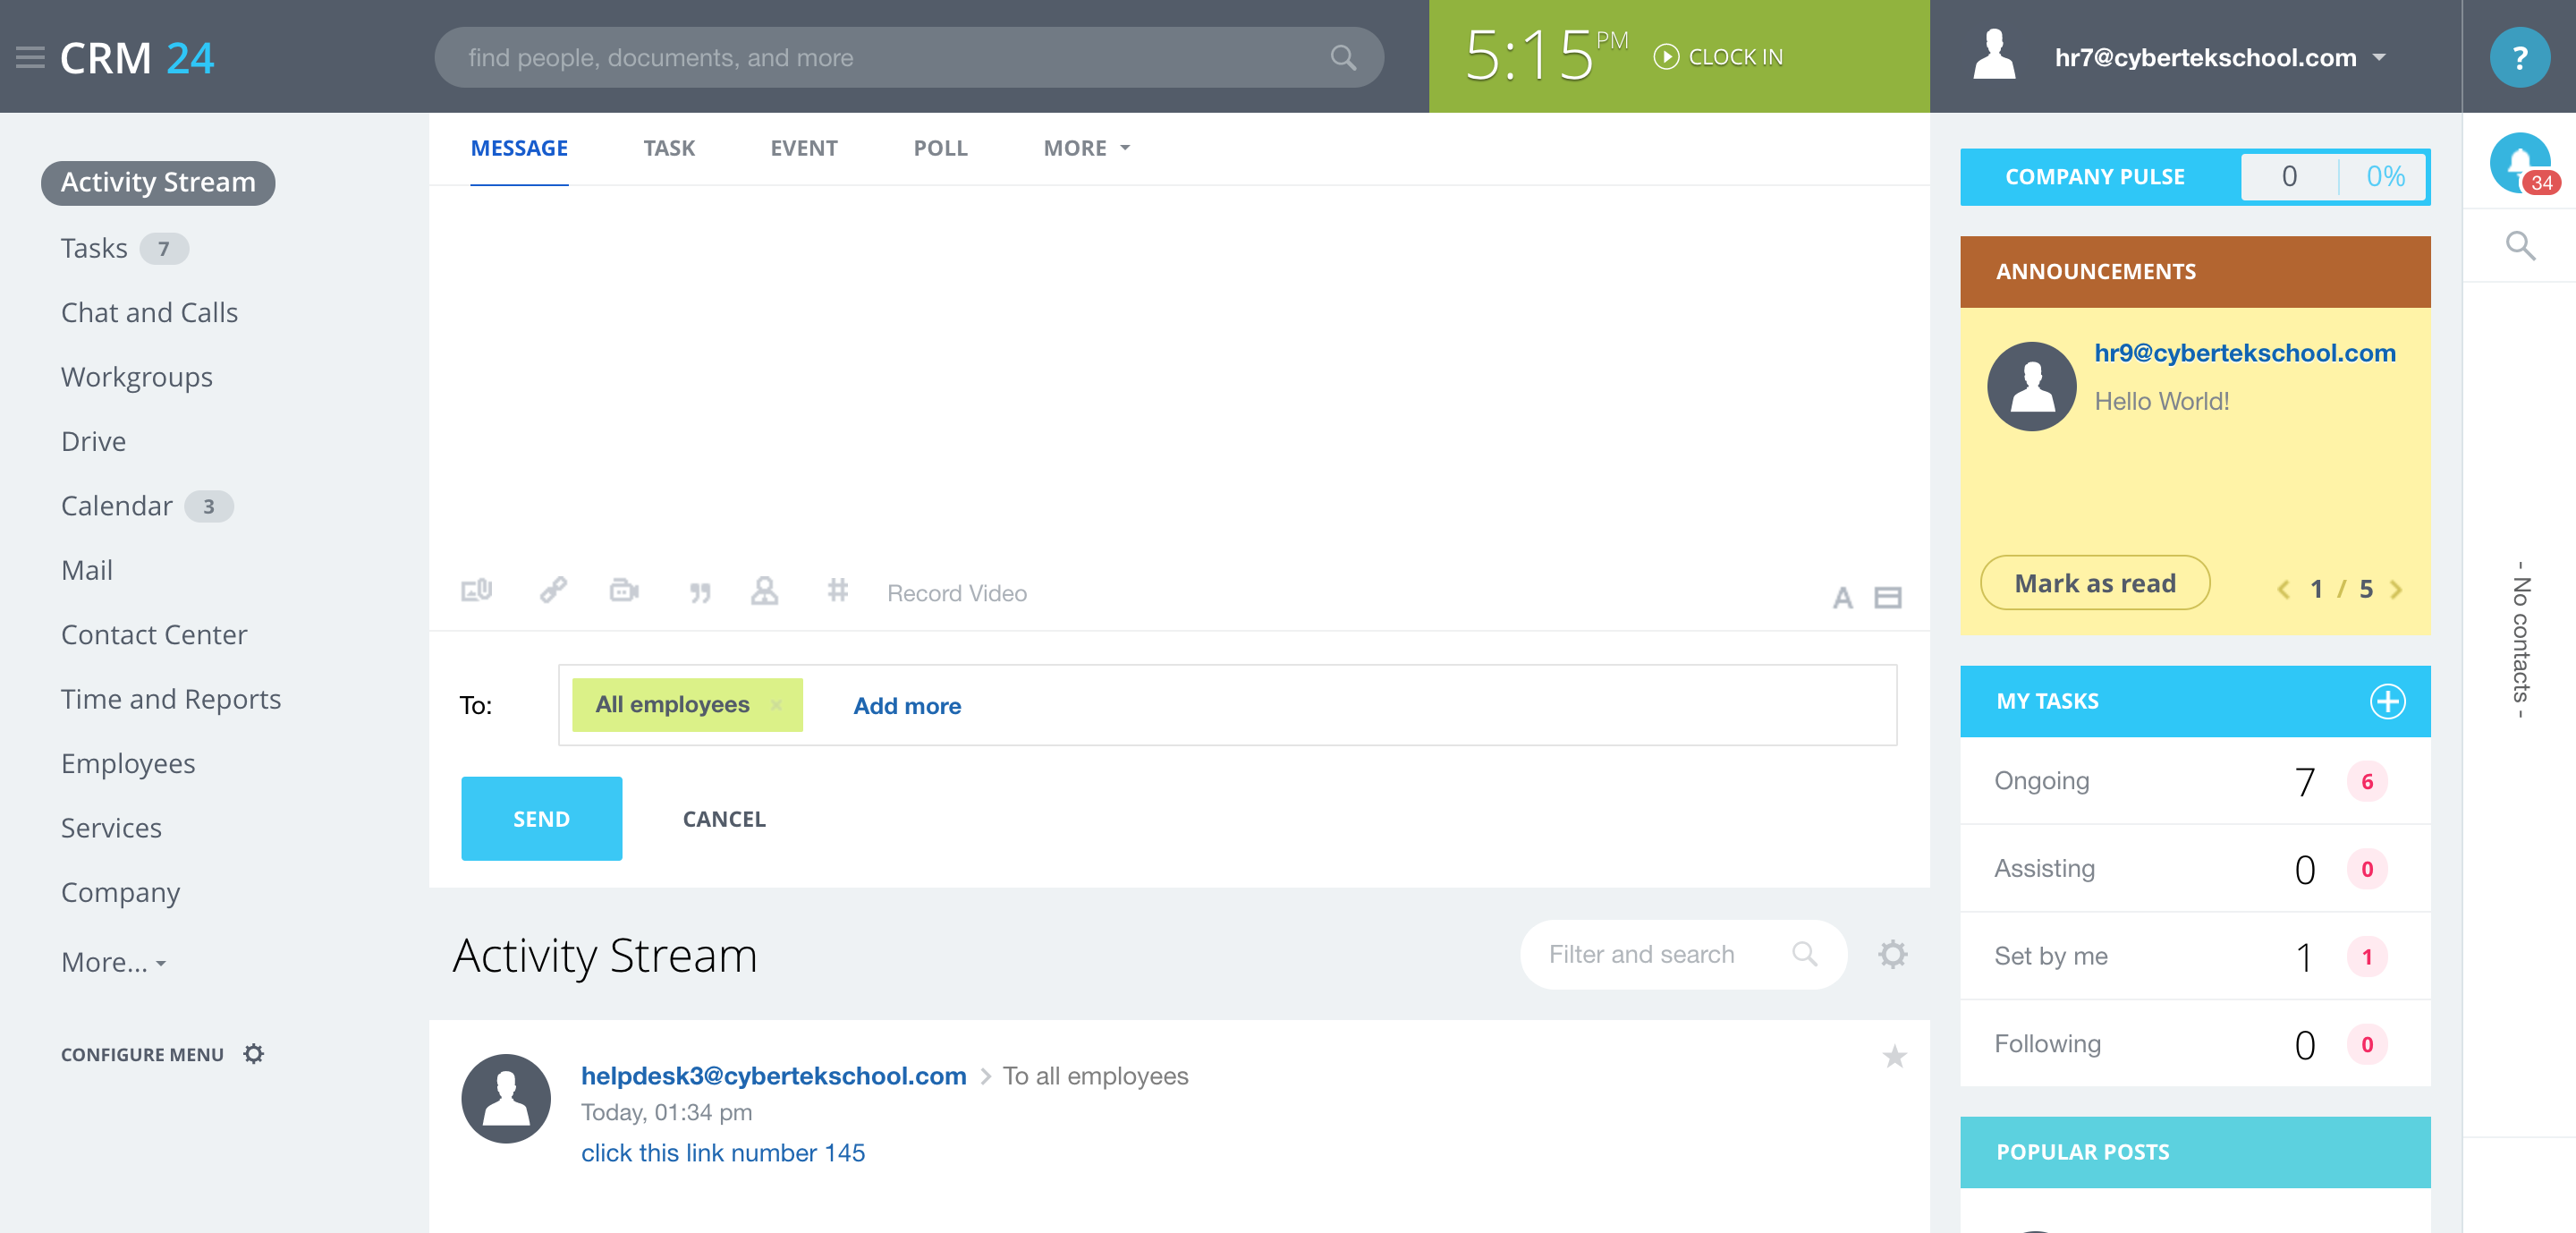 CRM 24
find people, documents, and more
5:15 PM
CLOCK IN
hr7@cybertekschool.com
?
Activity Stream
Tasks 7
Chat and Calls
Workgroups
Drive
Calendar 3
Mail
Contact Center
Time and Reports
Employees
Services
Company
More...
CONFIGURE MENU
MESSAGE TASK EVENT POLL MORE
Record Video
A
To: All employees × Add more
SEND CANCEL
Activity Stream
Filter and search
helpdesk3@cybertekschool.com > To all employees
Today, 01:34 pm
click this link number 145
COMPANY PULSE 0 0%
ANNOUNCEMENTS
hr9@cybertekschool.com
Hello World!
Mark as read
1 / 5
MY TASKS
Ongoing 7 6
Assisting 0 0
Set by me 1 1
Following 0 0
POPULAR POSTS
34
- No contacts -